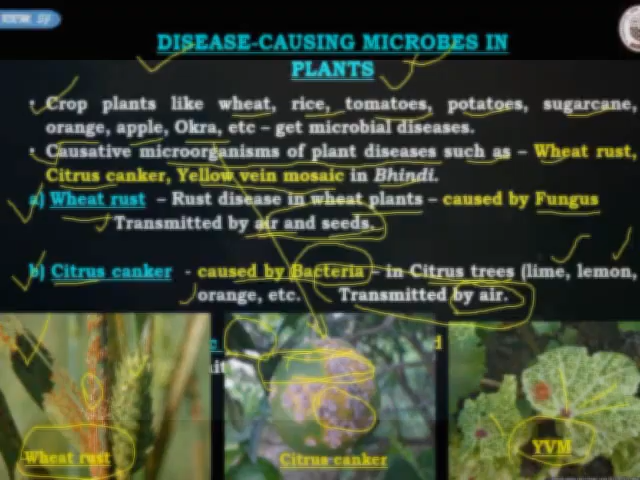 DISEASE-CAUSING MICROBES IN
PLANTS
• Crop plants like wheat, rice, tomatoes, potatoes, sugarcane,
orange, apple, Okra, etc – get microbial diseases.
• Causative microorganisms of plant diseases such as – Wheat rust,
Citrus canker, Yellow vein mosaic in Bhindi.
a) Wheat rust – Rust disease in wheat plants – caused by Fungus
Transmitted by air and seeds.
b) Citrus canker - caused by Bacteria – in Citrus trees (lime, lemon,
orange, etc. Transmitted by air.
Wheat rust
Citrus canker
YVM